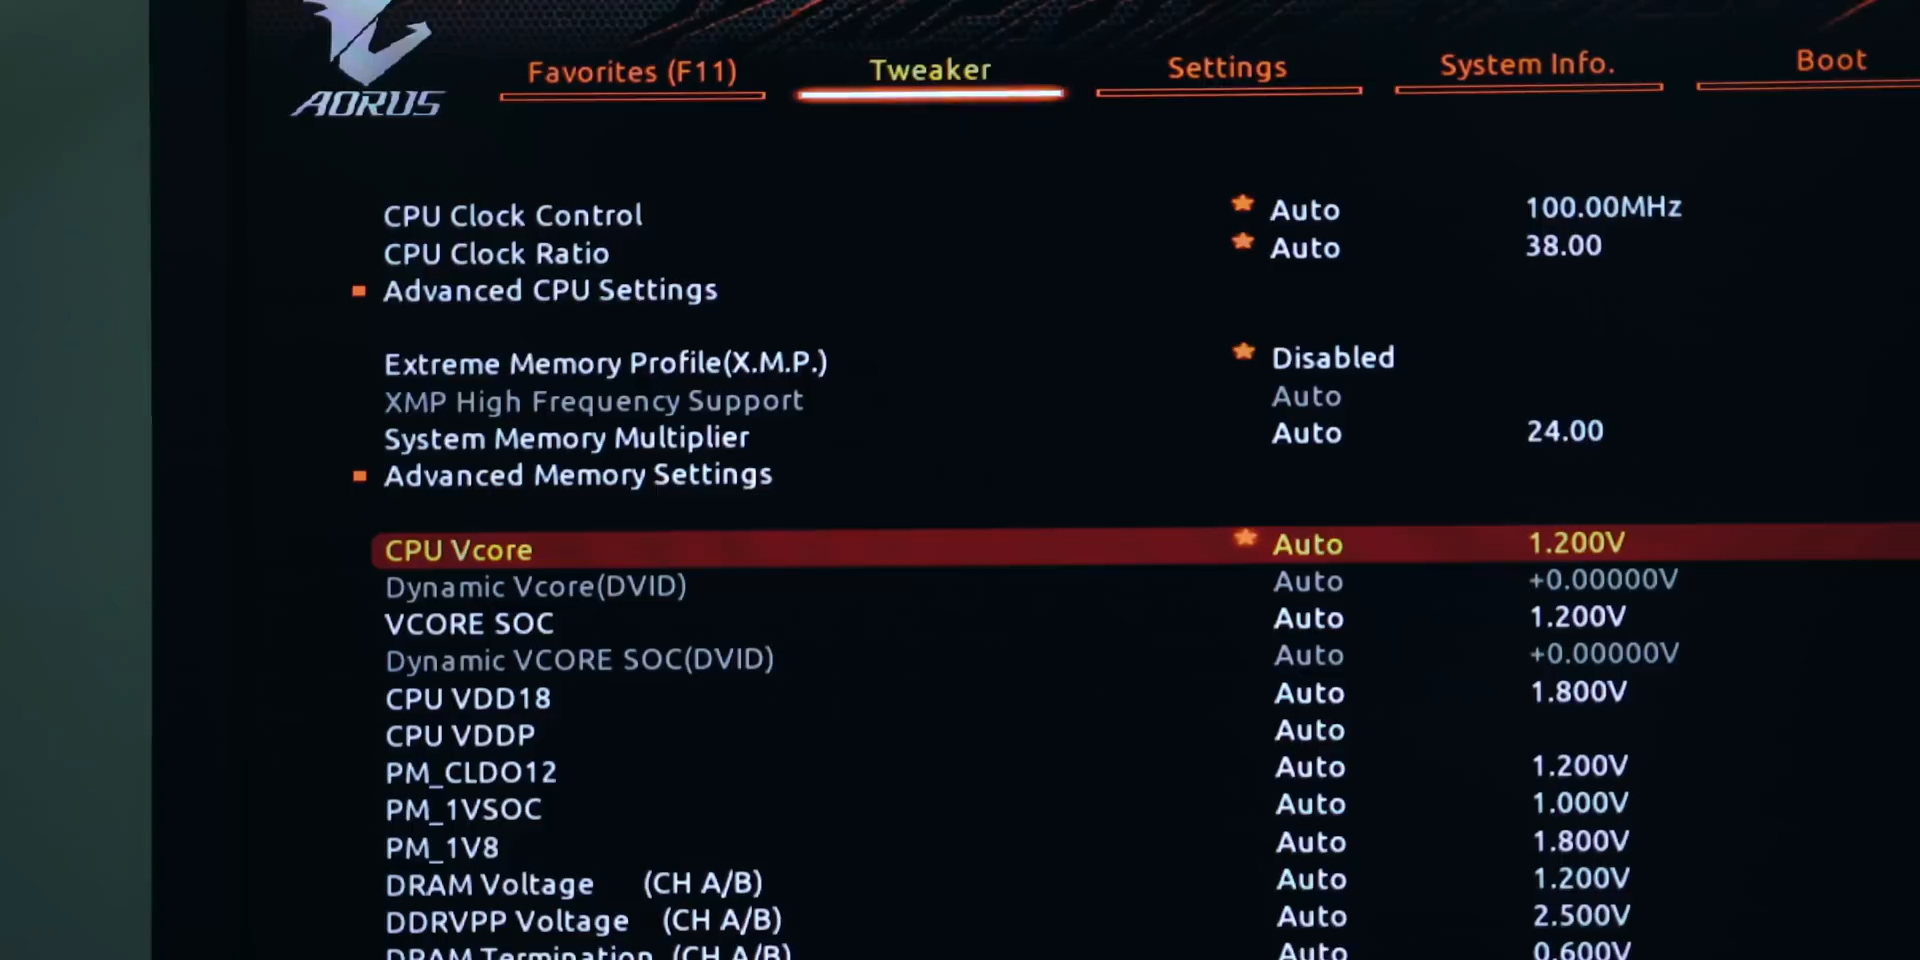 AORUS
Favorites (F11) Tweaker Settings System Info. Boot
CPU Clock Control Auto 100.00MHz
CPU Clock Ratio Auto 38.00
Advanced CPU Settings
Extreme Memory Profile(X.M.P.) Disabled
XMP High Frequency Support Auto
System Memory Multiplier Auto 24.00
Advanced Memory Settings
CPU Vcore Auto 1.200V
Dynamic Vcore(DVID) Auto +0.00000V
VCORE SOC Auto 1.200V
Dynamic VCORE SOC(DVID) Auto +0.00000V
CPU VDD18 Auto 1.800V
CPU VDDP Auto
PM_CLDO12 Auto 1.200V
PM_1VSOC Auto 1.000V
PM_1V8 Auto 1.800V
DRAM Voltage (CH A/B) Auto 1.200V
DDRVPP Voltage (CH A/B) Auto 2.500V
DRAM Termination (CH A/B) Auto 0.600V